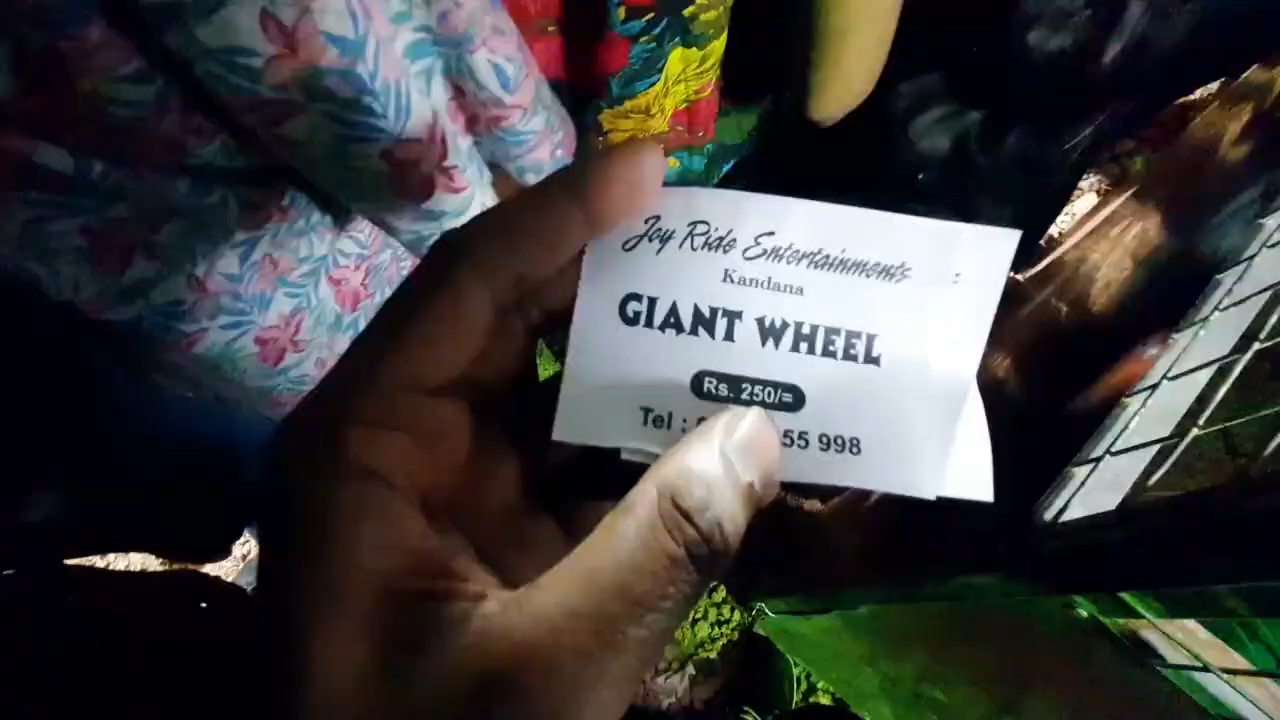 Joy Ride Entertainments
Kandana
GIANT WHEEL
Rs. 250/=
Tel : 55 998